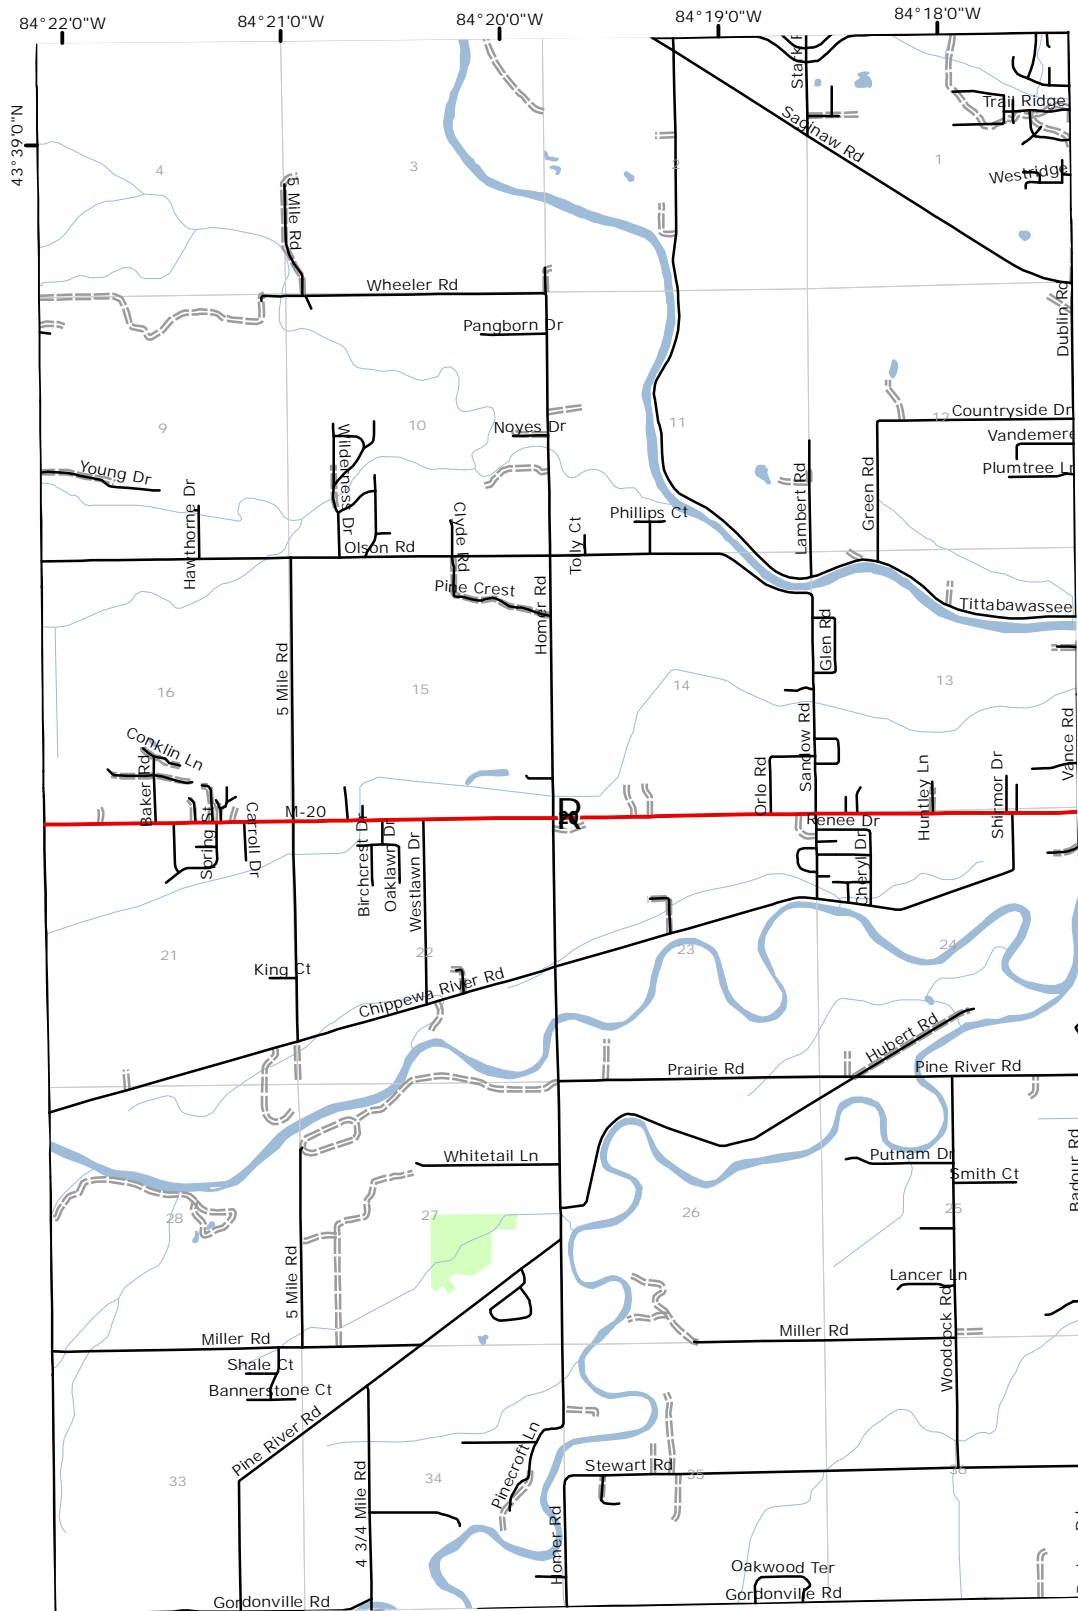 84°22'0"W
84°21'0"W
84°20'0"W
84°19'0"W
84°18'0"W
43°39'0"N
Stark R
Trail Ridge
Saginaw Rd
1
2
3
4
Westridge
5 Mile Rd
Wheeler Rd
Dublin Rd
Pangborn Dr
Countryside Dr
12
11
10
9
Noyes Dr
Vandemere
Plumtree Ln
Young Dr
Wilderness Dr
Green Rd
Lambert Rd
Hawthorne Dr
Clyde Rd
Phillips Ct
Tolly Ct
Olson Rd
Pine Crest
Homer Rd
Tittabawassee
Glen Rd
5 Mile Rd
13
14
15
16
Sandow Rd
Vance Rd
Conklin Ln
Baker Rd
Orlo Rd
Huntley Ln
Shirmor Dr
M-20
R
20
Renee Dr
Spring St
Carroll Dr
Birchcrest Dr
Oaklawn Dr
Westlawn Dr
Cheryl Dr
21
22
23
24
King Ct
Chippewa River Rd
Hubert Rd
Prairie Rd
Pine River Rd
Whitetail Ln
Putnam Dr
Smith Ct
Badour Rd
28
27
26
25
5 Mile Rd
Lancer Ln
Woodcock Rd
Miller Rd
Miller Rd
Shale Ct
Bannerstone Ct
Pine River Rd
Pinecroft Ln
Stewart Rd
33
34
35
36
4 3/4 Mile Rd
Homer Rd
Oakwood Ter
Gordonville Rd
Gordonville Rd